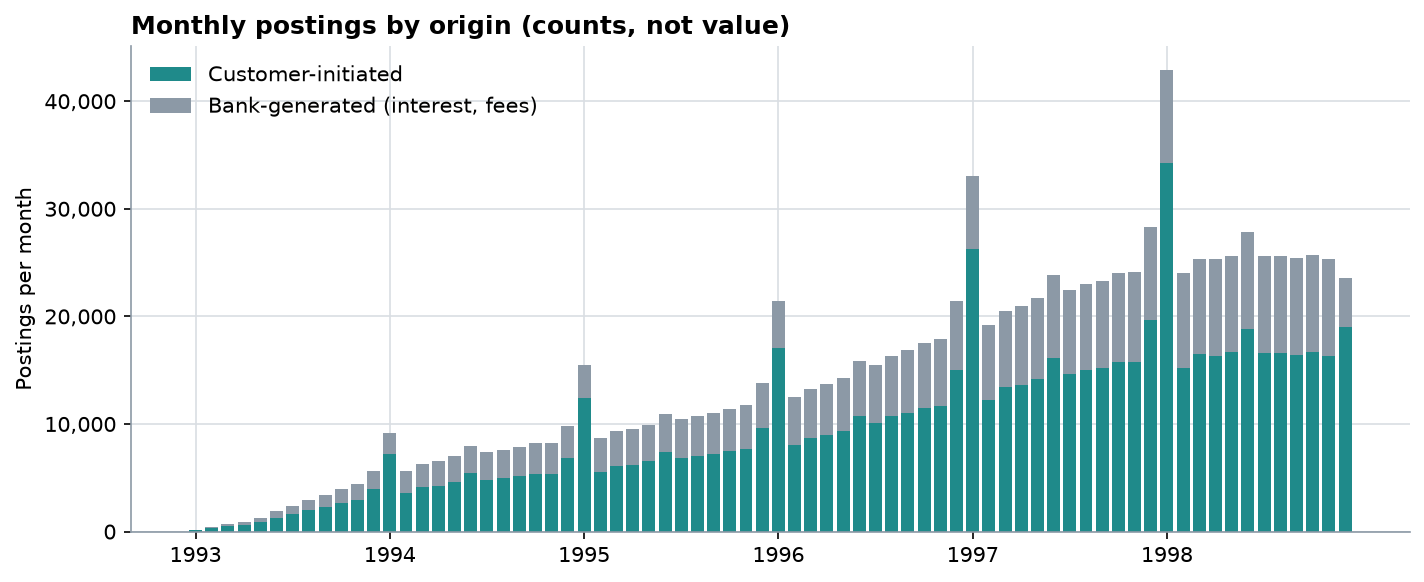 Monthly postings by origin (counts, not value)
Customer-initiated
Bank-generated (interest, fees)
Postings per month
40,000
30,000
20,000
10,000
0
1993
1994
1995
1996
1997
1998